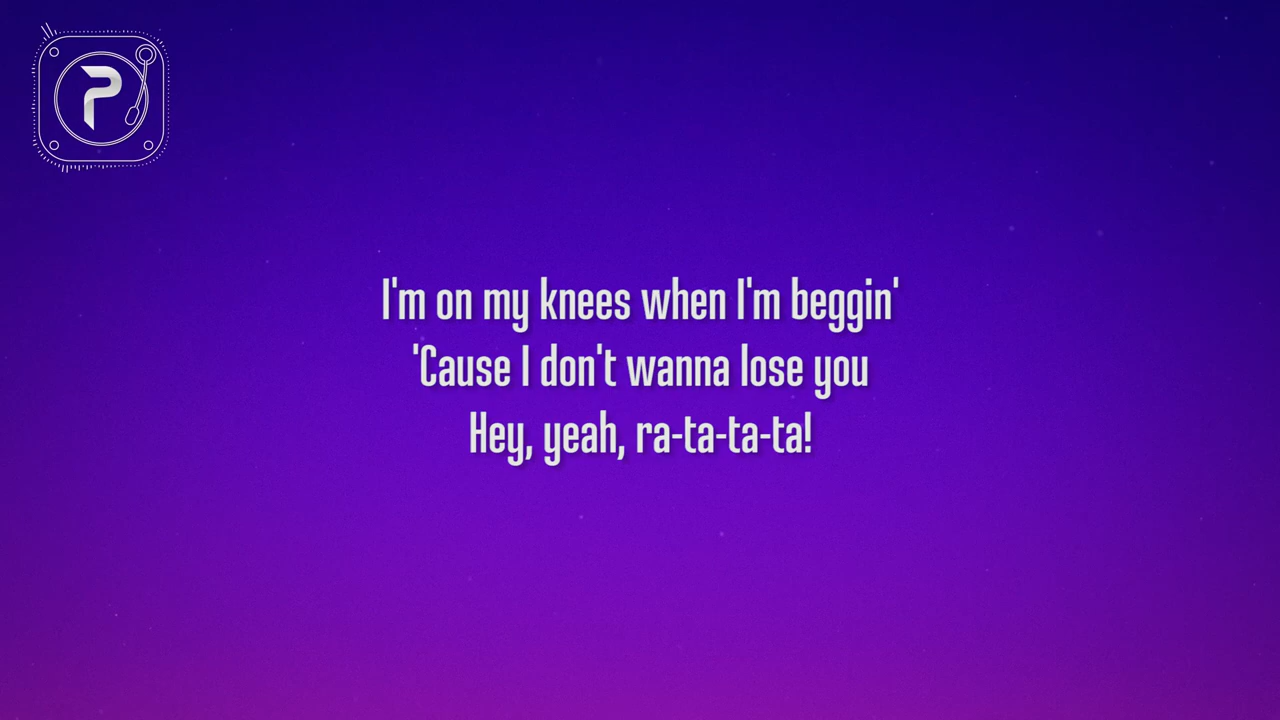 P
I'm on my knees when I'm beggin'
'Cause I don't wanna lose you
Hey, yeah, ra-ta-ta-ta!